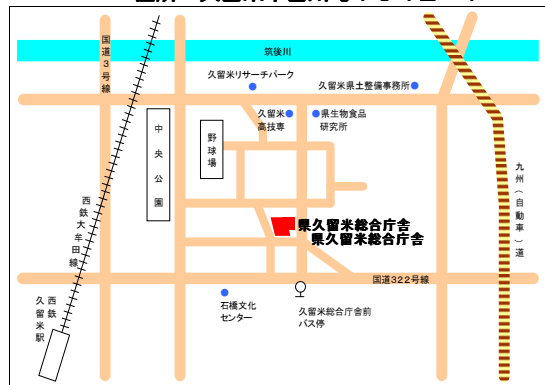 国道3号線
筑後川
久留米リサーチパーク
久留米県土整備事務所
中央公園
野球場
久留米
高技専
県生物食品
研究所
九州(自動車)道
西鉄大牟田線
県久留米総合庁舎
県久留米総合庁舎
国道322号線
石橋文化
センター
久留米総合庁舎前
バス停
西鉄
久留米駅